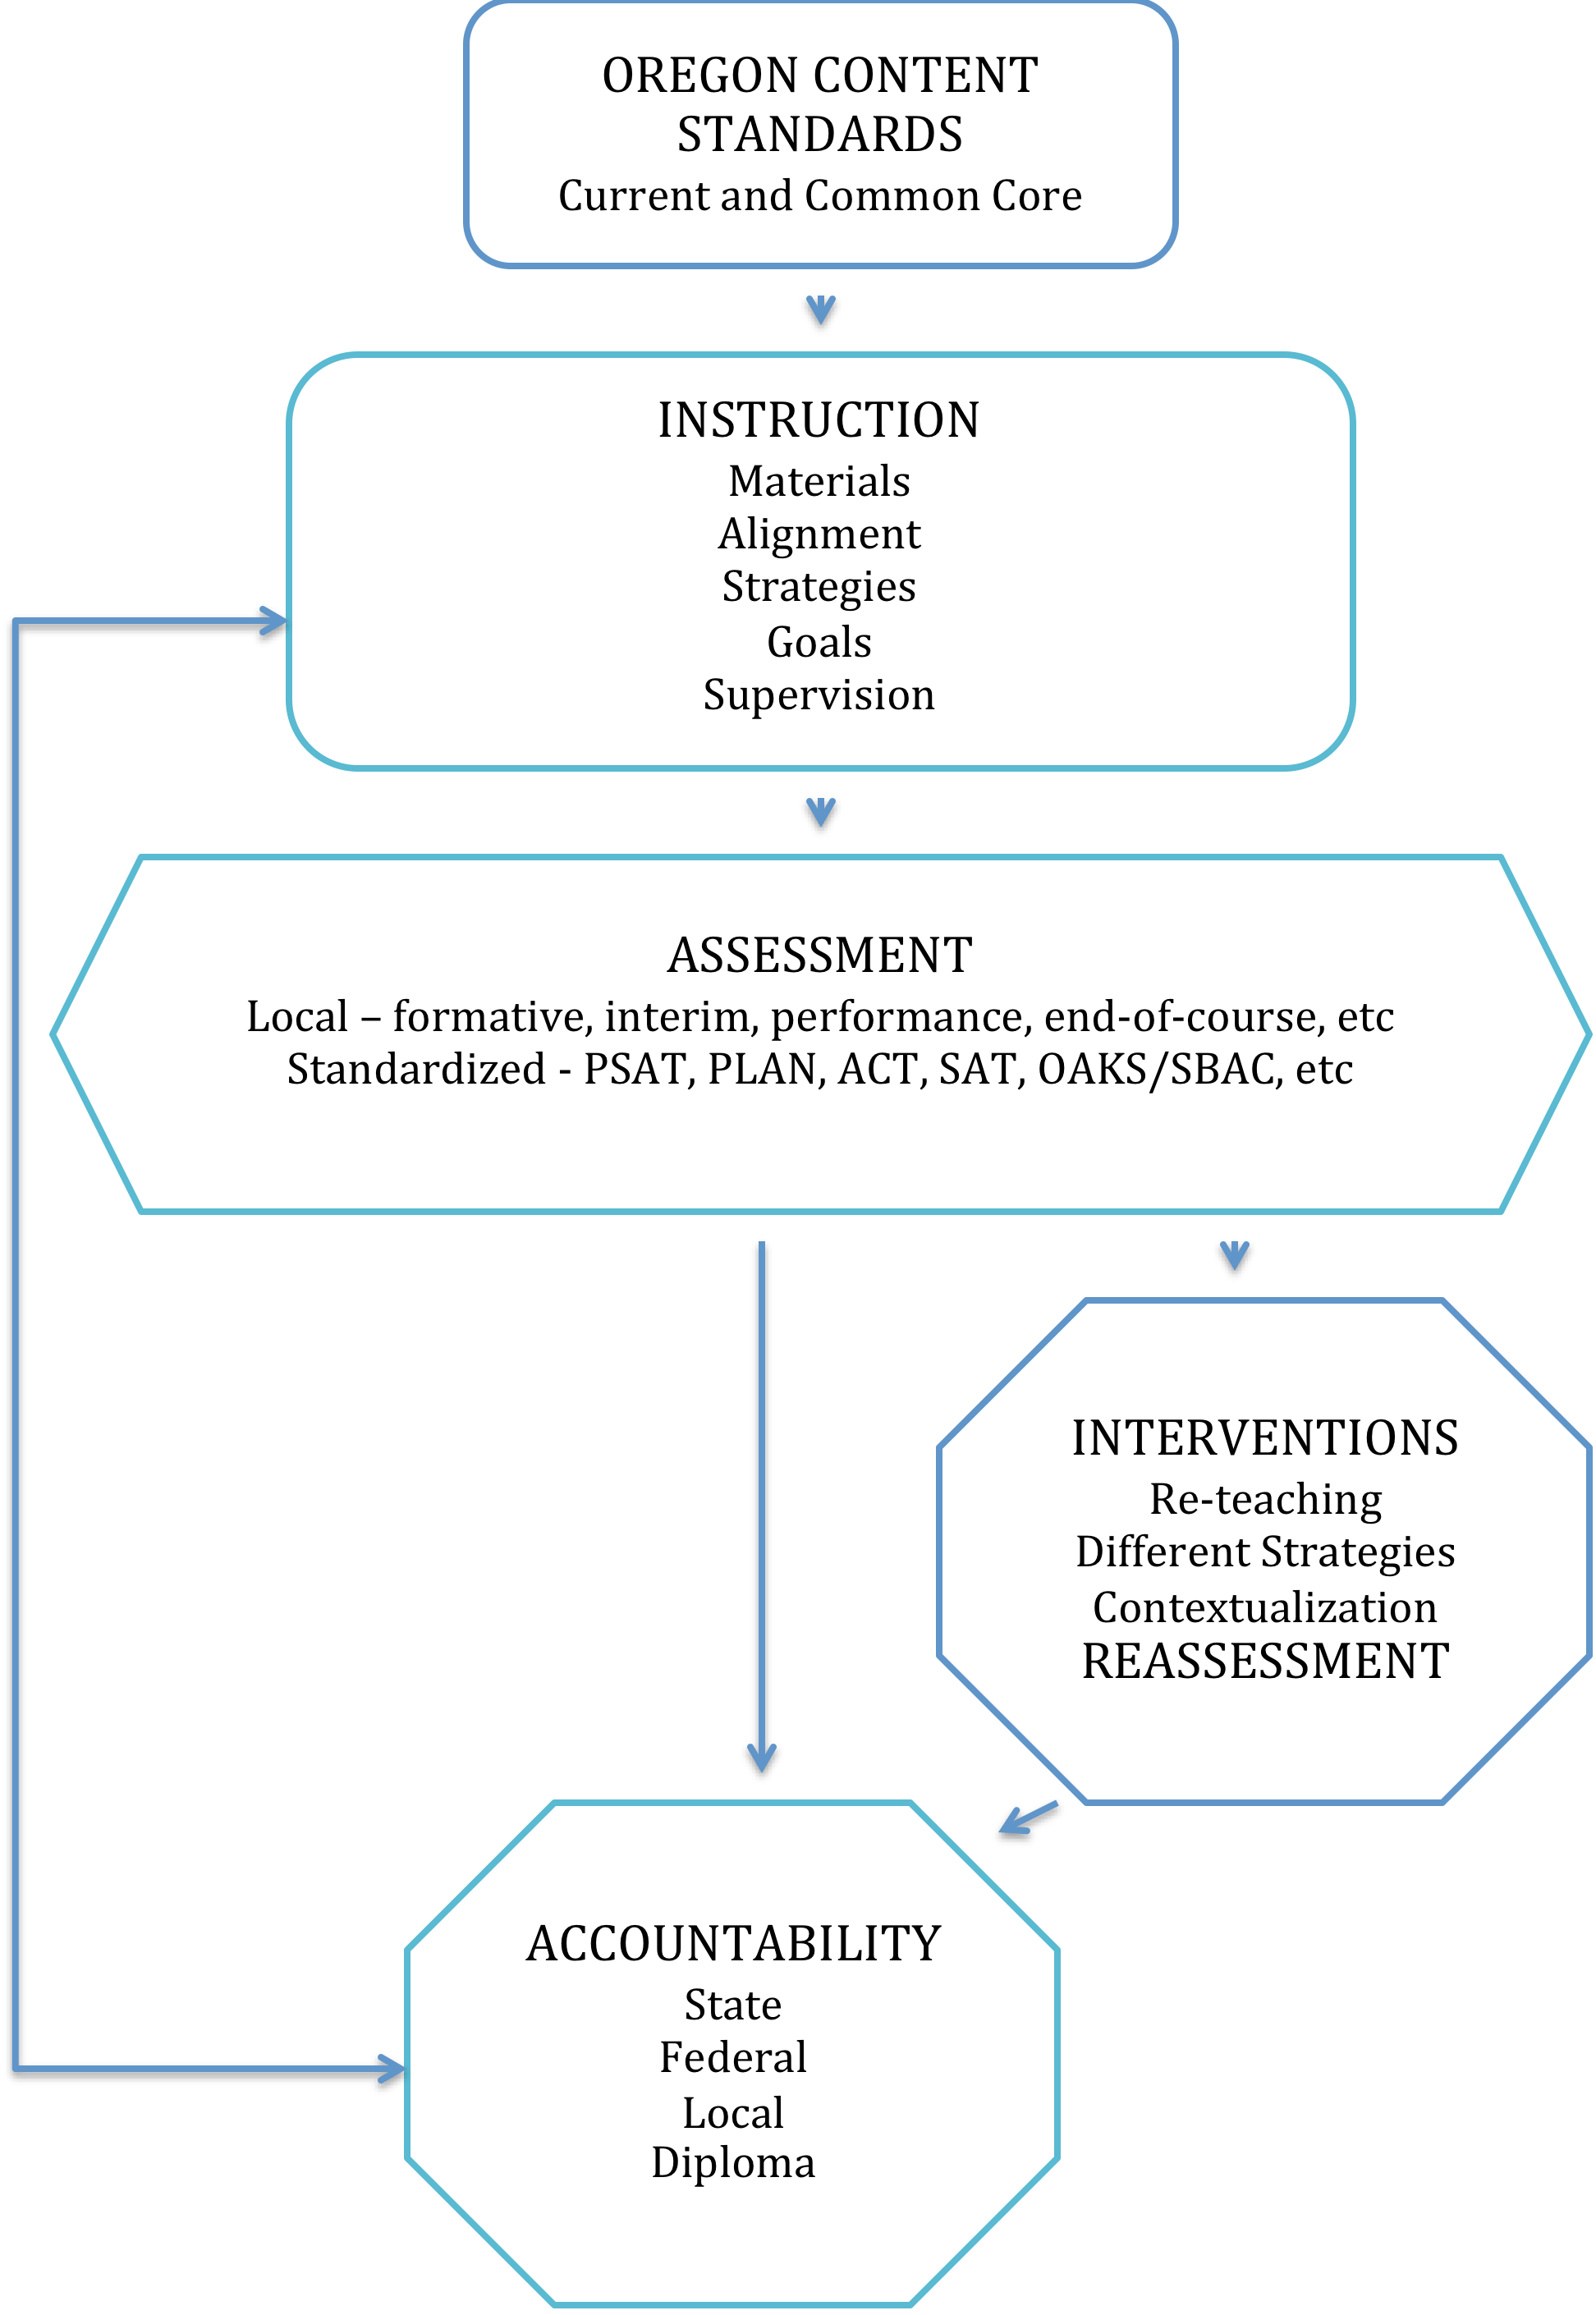 OREGON CONTENT
STANDARDS
Current and Common Core
INSTRUCTION
Materials
Alignment
Strategies
Goals
Supervision
ASSESSMENT
Local – formative, interim, performance, end-of-course, etc
Standardized - PSAT, PLAN, ACT, SAT, OAKS/SBAC, etc
INTERVENTIONS
Re-teaching
Different Strategies
Contextualization
REASSESSMENT
ACCOUNTABILITY
State
Federal
Local
Diploma